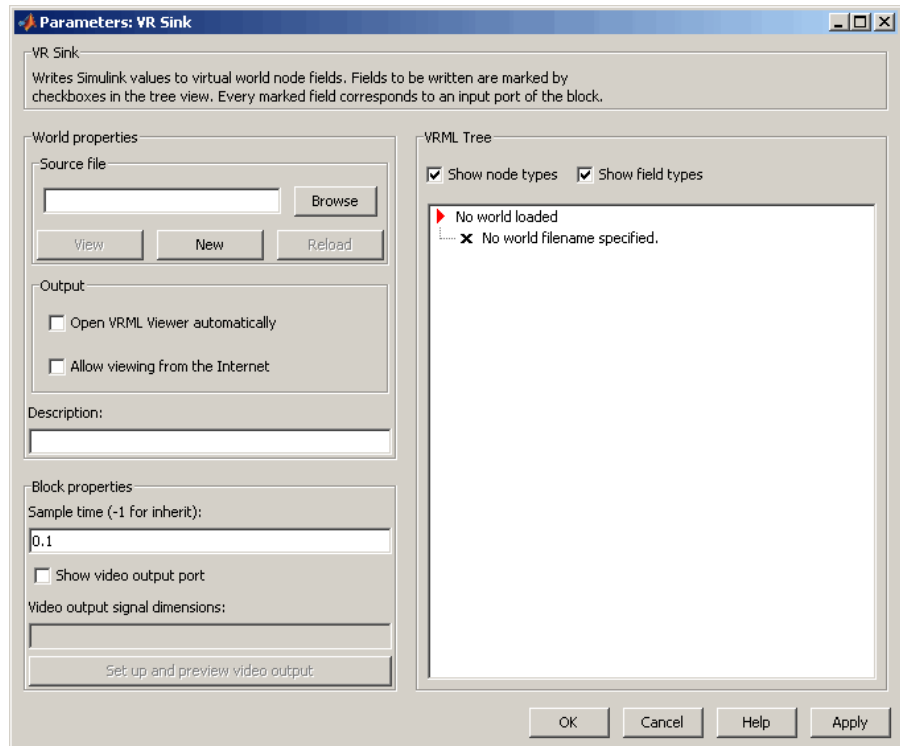 Parameters: VR Sink
VR Sink
Writes Simulink values to virtual world node fields. Fields to be written are marked by
checkboxes in the tree view. Every marked field corresponds to an input port of the block.
World properties
Source file
Browse
View New Reload
Output
Open VRML Viewer automatically
Allow viewing from the Internet
Description:
Block properties
Sample time (-1 for inherit):
0.1
Show video output port
Video output signal dimensions:
Set up and preview video output
VRML Tree
Show node types Show field types
No world loaded
No world filename specified.
OK Cancel Help Apply